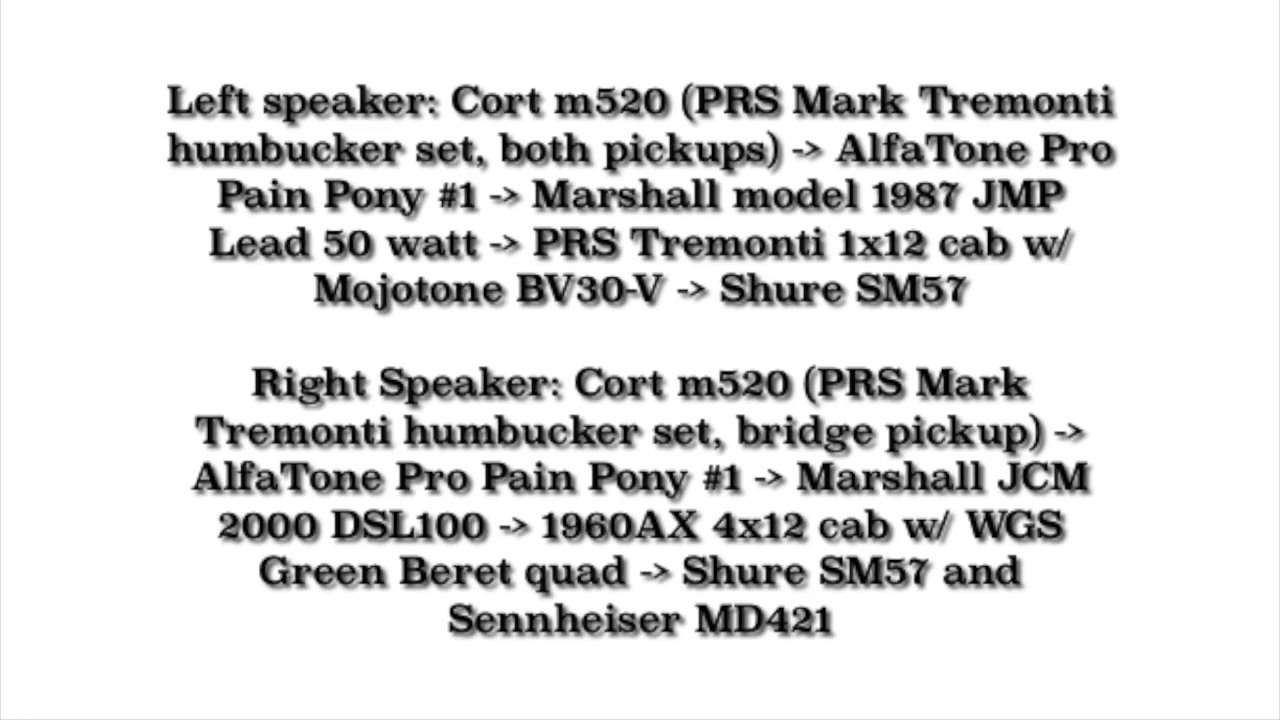 Left speaker: Cort m520 (PRS Mark Tremonti
humbucker set, both pickups) -> AlfaTone Pro
Pain Pony #1 -> Marshall model 1987 JMP
Lead 50 watt -> PRS Tremonti 1x12 cab w/
Mojotone BV30-V -> Shure SM57
Right Speaker: Cort m520 (PRS Mark
Tremonti humbucker set, bridge pickup) ->
AlfaTone Pro Pain Pony #1 -> Marshall JCM
2000 DSL100 -> 1960AX 4x12 cab w/ WGS
Green Beret quad -> Shure SM57 and
Sennheiser MD421